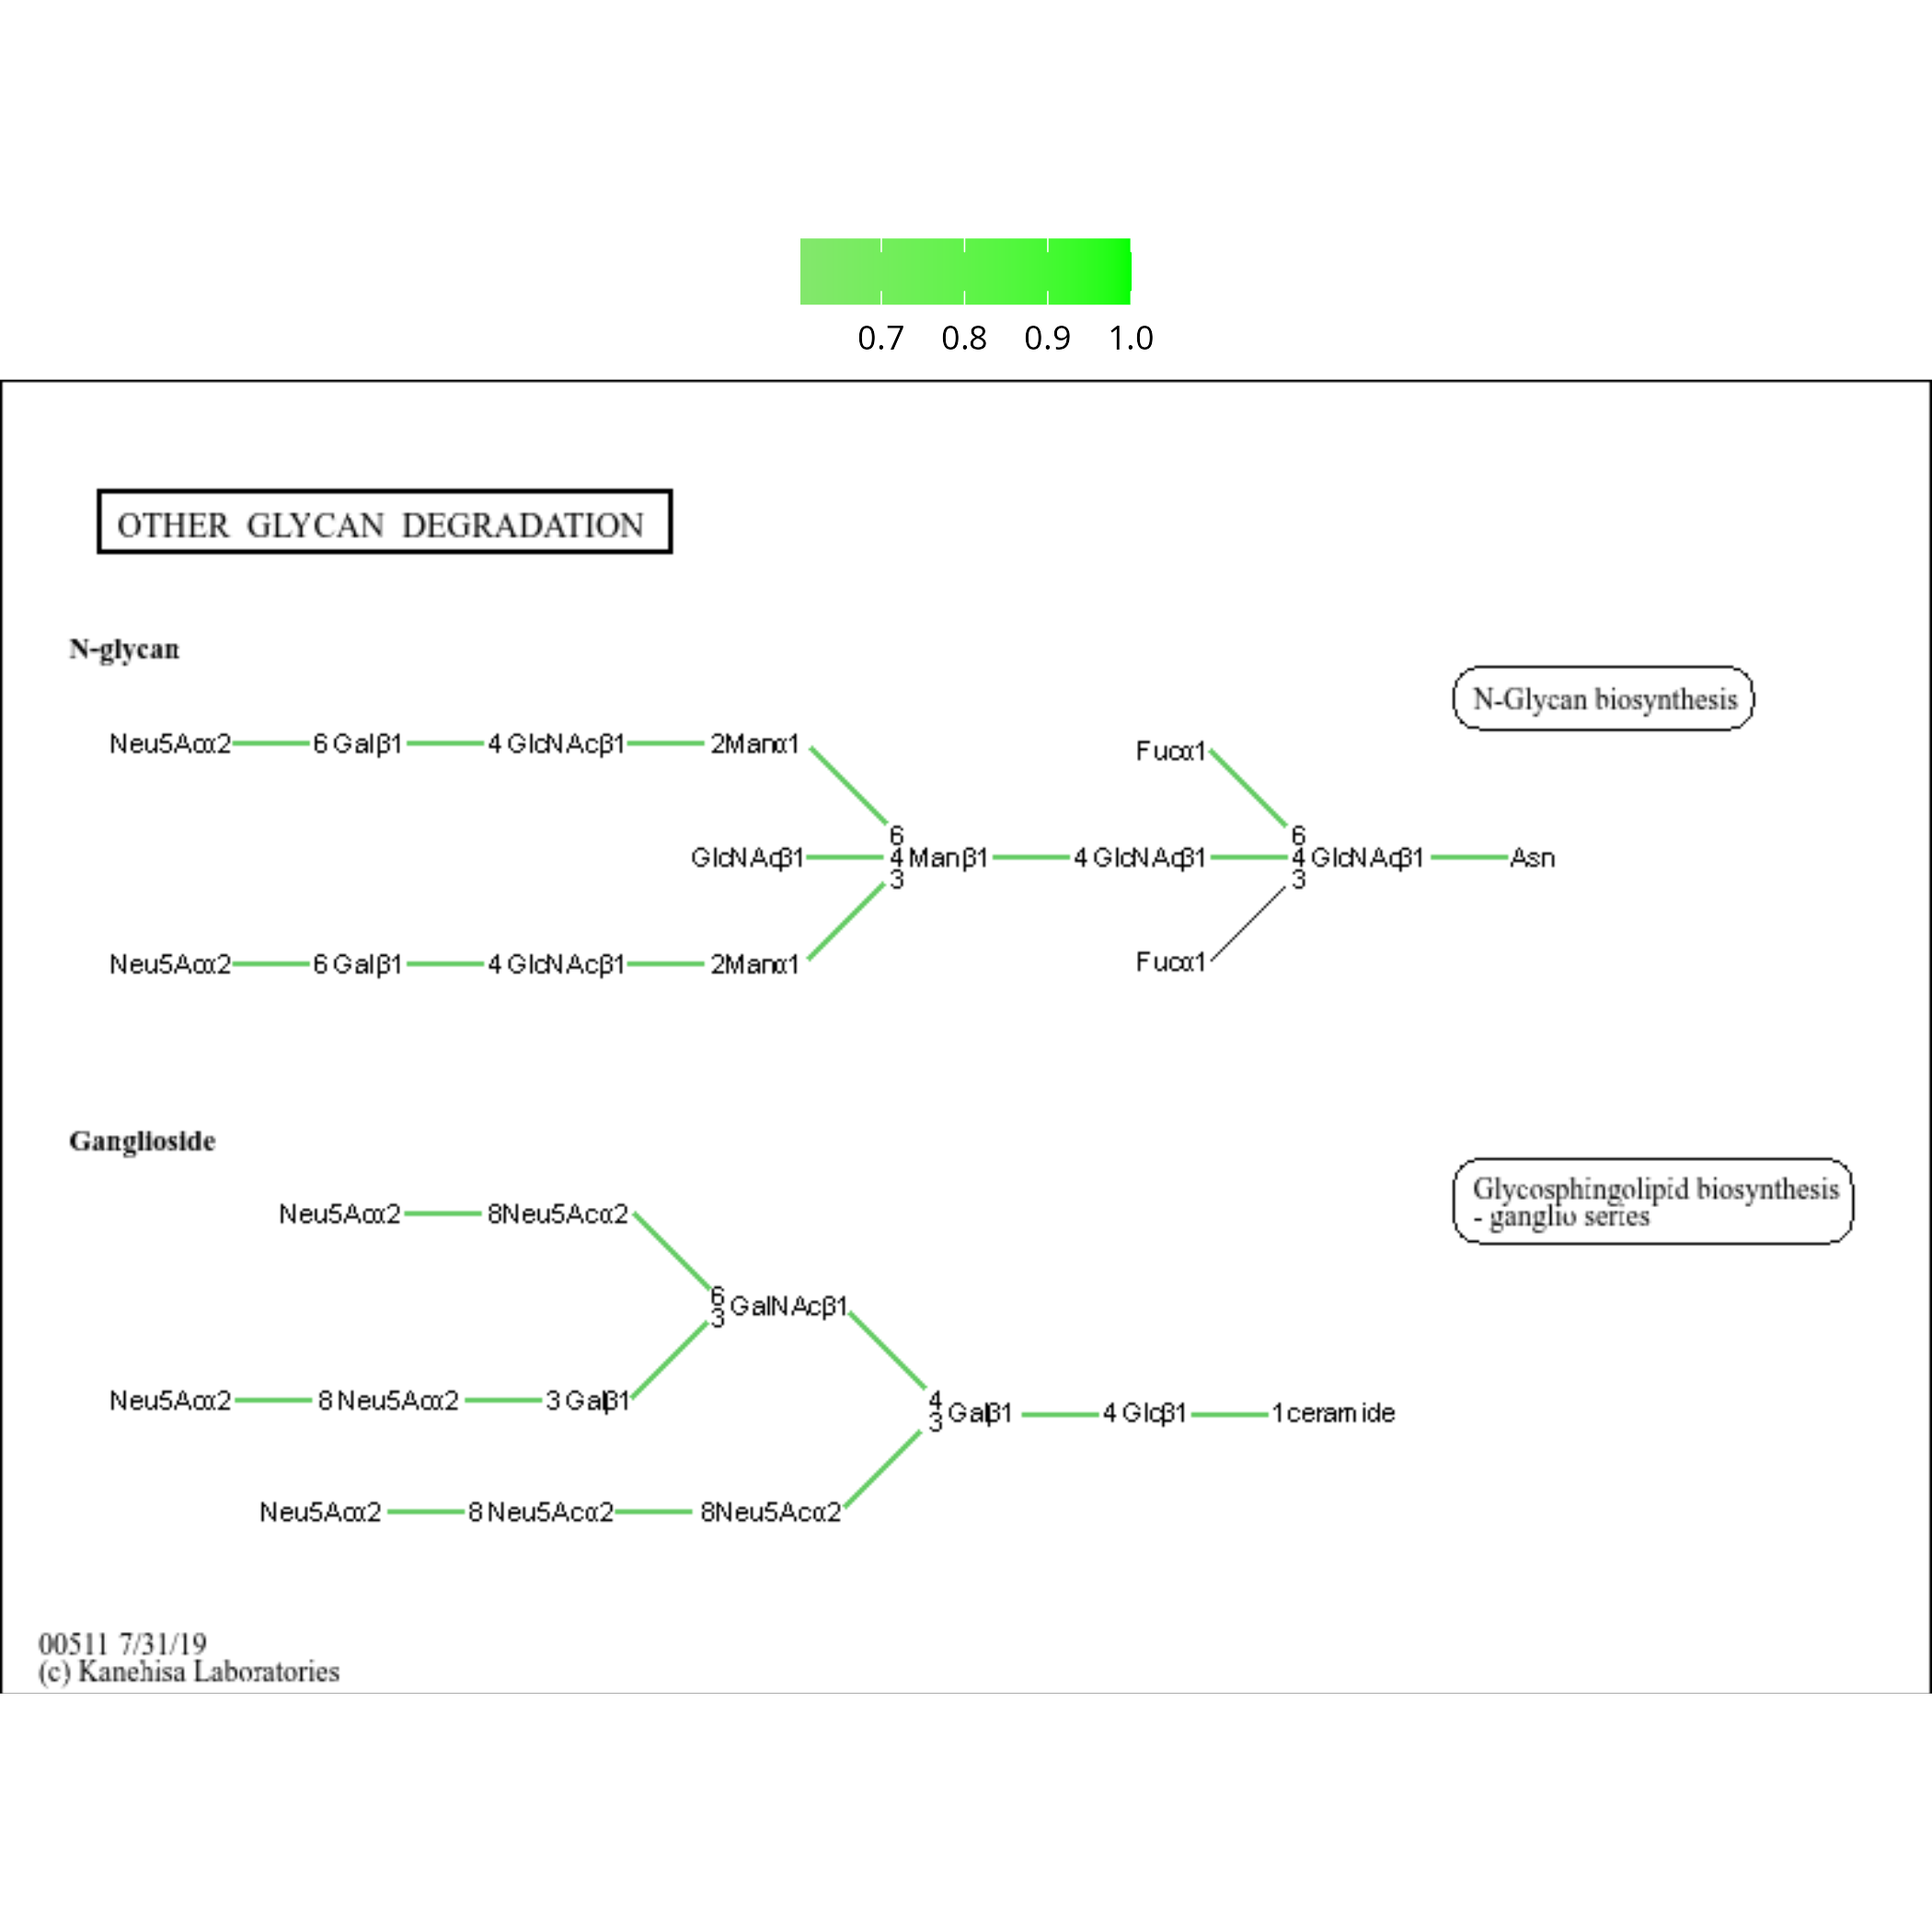 0.7 0.8 0.9 1.0
OTHER GLYCAN DEGRADATION
N-glycan
N-Glycan biosynthesis
Neu5Acα2 6 Galβ1 4 GlcNAcβ1 2Manα1
Fucα1
6 6
GlcNAcβ1 4 Manβ1 4 GlcNAcβ1 4 GlcNAcβ1 Asn
3 3
Neu5Acα2 6 Galβ1 4 GlcNAcβ1 2Manα1
Fucα1
Ganglioside
Glycosphingolipid biosynthesis
- ganglio series
Neu5Acα2 8Neu5Acα2
6
GalNAcβ1
3
Neu5Acα2 8 Neu5Acα2 3 Galβ1
4
Galβ1 4 Glcβ1 1ceramide
3
Neu5Acα2 8 Neu5Acα2 8Neu5Acα2
00511 7/31/19
(c) Kanehisa Laboratories